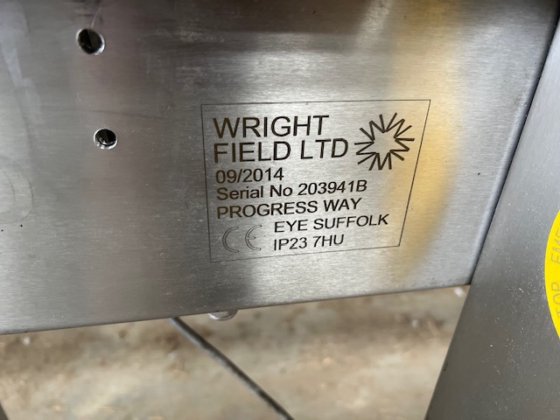 WRIGHT
FIELD LTD
09/2014
Serial No 203941B
PROGRESS WAY
CE EYE SUFFOLK
IP23 7HU